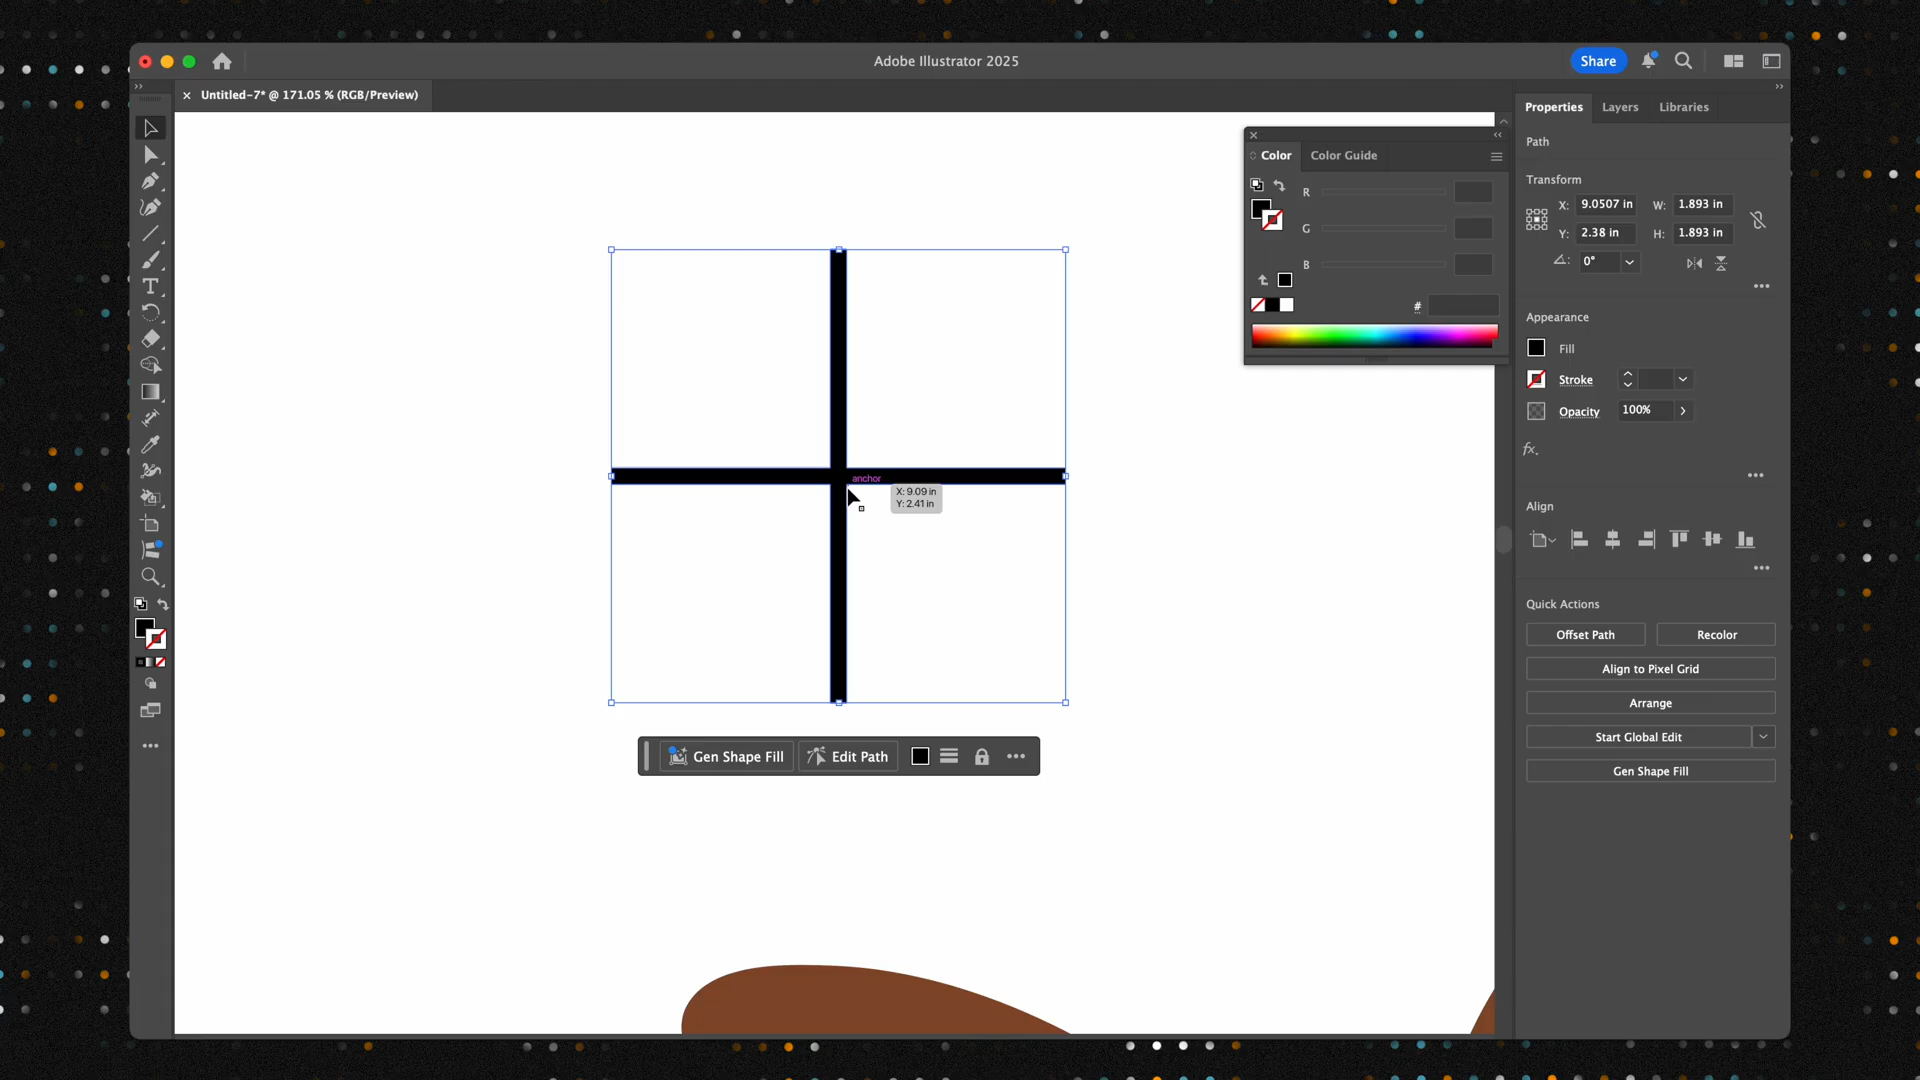 Adobe Illustrator 2025
Share
Untitled-7* @ 171.05 % (RGB/Preview)
Properties
Layers
Libraries
Path
Transform
X:
9.0507 in
W:
1.893 in
Y:
2.38 in
H:
1.893 in
0°
Appearance
Fill
Stroke
Opacity
100%
fx.
Align
Quick Actions
Offset Path
Recolor
Align to Pixel Grid
Arrange
Start Global Edit
Gen Shape Fill
Color
Color Guide
R
G
B
#
T
anchor
X: 9.09 in
Y: 2.41 in
Gen Shape Fill
Edit Path